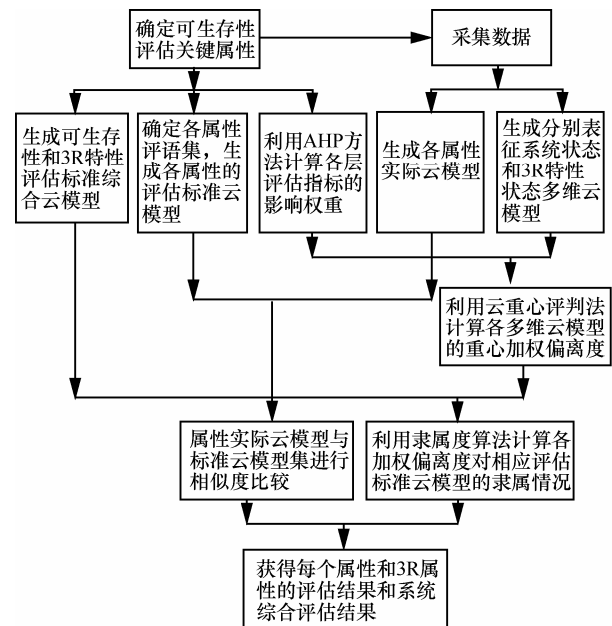 确定可生存性
评估关键属性
采集数据
生成可生存
性和3R特性
评估标准综
合云模型
确定各属性
评语集，生
成各属性的
评估标准云
模型
利用AHP方
法计算各层
评估指标的
影响权重
生成各属性
实际云模型
生成分别表
征系统状态
和3R特性
状态多维云
模型
利用云重心评判法
计算各多维云模型
的重心加权偏离度
属性实际云模型与
标准云模型集进行
相似度比较
利用隶属度算法计算各
加权偏离度对相应评估
标准云模型的隶属情况
获得每个属性和3R属
性的评估结果和系统
综合评估结果